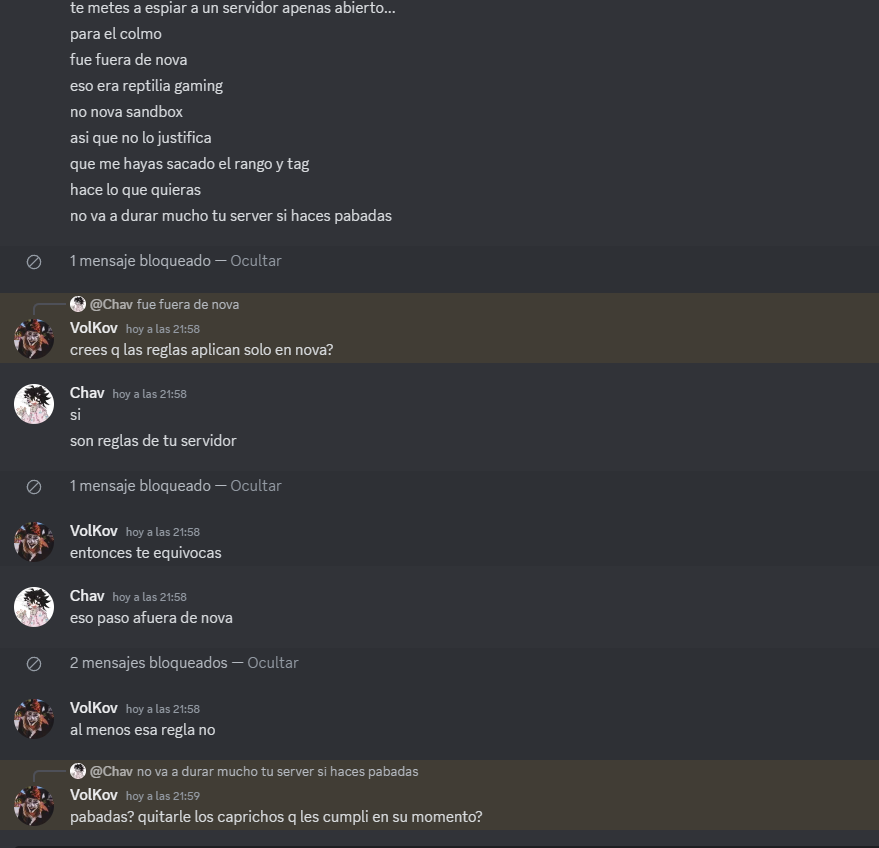 te metes a espiar a un servidor apenas abierto...
para el colmo
fue fuera de nova
eso era reptilia gaming
no nova sandbox
asi que no lo justifica
que me hayas sacado el rango y tag
hace lo que quieras
no va a durar mucho tu server si haces pabadas
1 mensaje bloqueado — Ocultar
@Chav fue fuera de nova
VolKov hoy a las 21:58
crees q las reglas aplican solo en nova?
Chav hoy a las 21:58
si
son reglas de tu servidor
1 mensaje bloqueado — Ocultar
VolKov hoy a las 21:58
entonces te equivocas
Chav hoy a las 21:58
eso paso afuera de nova
2 mensajes bloqueados — Ocultar
VolKov hoy a las 21:58
al menos esa regla no
@Chav no va a durar mucho tu server si haces pabadas
VolKov hoy a las 21:59
pabadas? quitarle los caprichos q les cumpli en su momento?